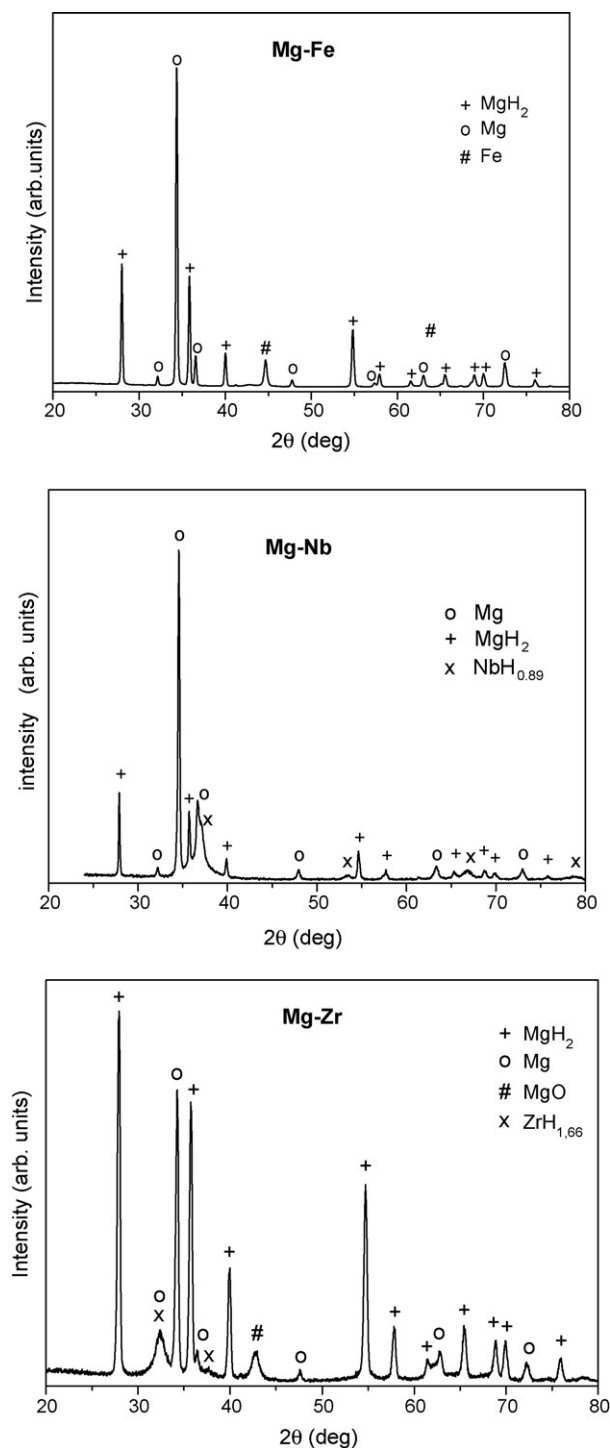 Mg-Fe
+ MgH2
o Mg
# Fe
Intensity (arb.units)
o
+
+
o
o
+
#
o
+
#
o
+
+
o
+
+
+
o
+
20 30 40 50 60 70 80
2θ (deg)
Mg-Nb
o Mg
+ MgH2
x NbH0.89
intensity (arb. units)
o
+
o
+
o
x
+
o
x
+
+
o
+
x
+
+
o
+
x
20 30 40 50 60 70 80
2θ (deg)
Mg-Zr
+ MgH2
o Mg
# MgO
x ZrH1,66
Intensity (arb. units)
+
o
x
o
+
o
x
+
#
o
+
+
+
o
+
+
+
o
+
20 30 40 50 60 70 80
2θ (deg)